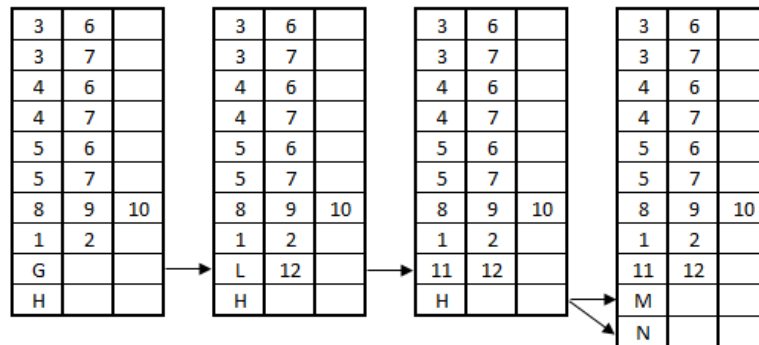 3 6 3 6 3 6 3 6
3 7 3 7 3 7 3 7
4 6 4 6 4 6 4 6
4 7 4 7 4 7 4 7
5 6 5 6 5 6 5 6
5 7 5 7 5 7 5 7
8 9 10 8 9 10 8 9 10 8 9 10
1 2 1 2 1 2 1 2
G L 12 11 12 11 12
H H H M
N